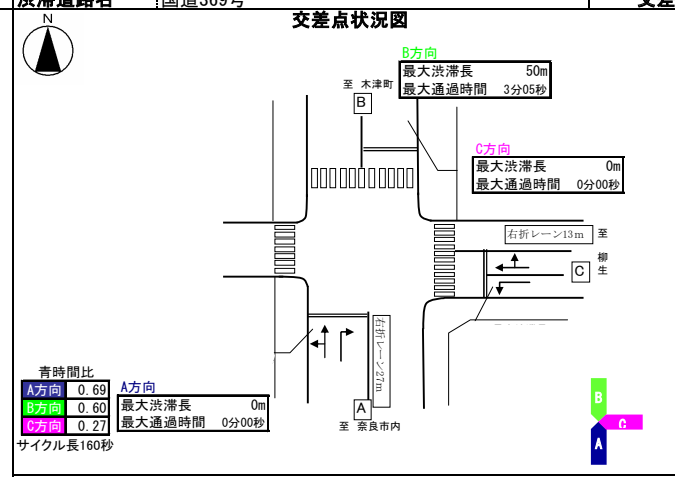 渋滞道路名 国道369号
交差点状況図
N
B方向
最大渋滞長 50m
最大通過時間 3分05秒
至 木津町
B
C方向
最大渋滞長 0m
最大通過時間 0分00秒
右折レーン13m 至
柳生
C
右折レーン27m
青時間比
A方向 0.69
B方向 0.60
C方向 0.27
サイクル長160秒
A方向
最大渋滞長 0m
最大通過時間 0分00秒
A
至 奈良市内
B
C
A